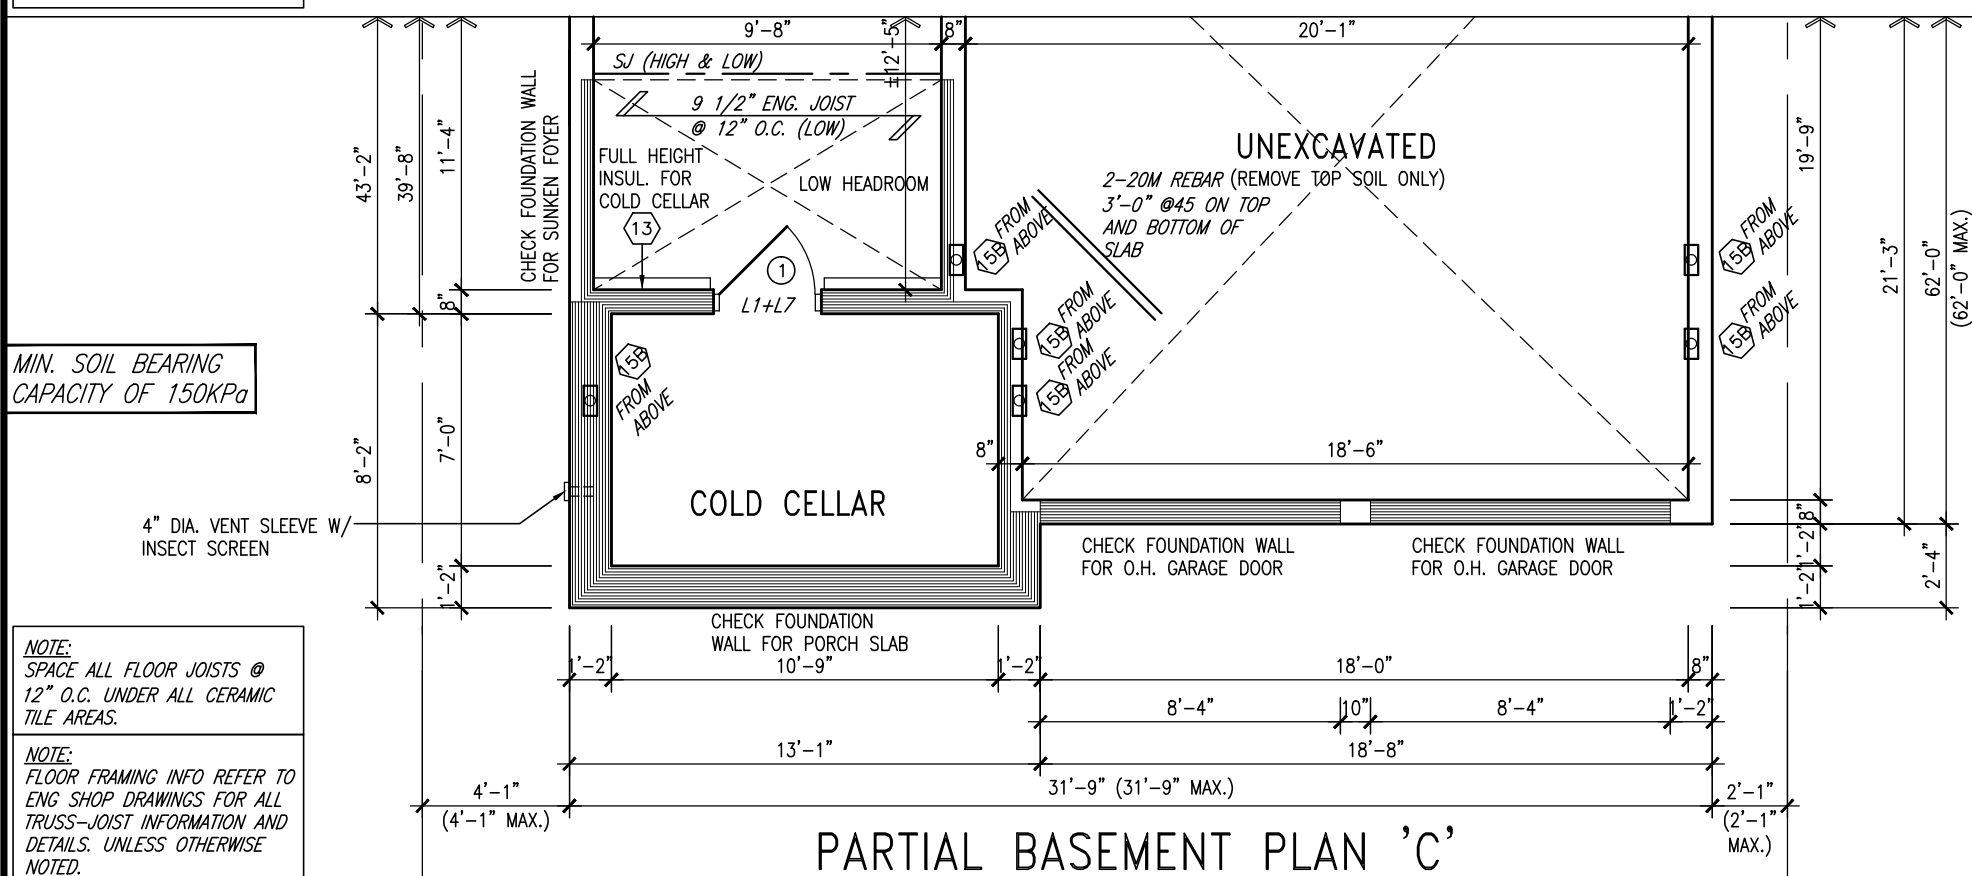 9'-8"
8"
20'-1"
±12'-5"
SJ (HIGH & LOW)
9 1/2" ENG. JOIST
@ 12" O.C. (LOW)
CHECK FOUNDATION WALL
FOR SUNKEN FOYER
FULL HEIGHT
INSUL. FOR
COLD CELLAR
13
LOW HEADROOM
1
L1+L7
UNEXCAVATED
2-20M REBAR (REMOVE TOP SOIL ONLY)
3'-0" @45 ON TOP
AND BOTTOM OF
SLAB
15B
FROM
ABOVE
15B
FROM
ABOVE
15B
FROM
ABOVE
15B
FROM
ABOVE
15B
FROM
ABOVE
15B
FROM
ABOVE
43'-2"
39'-8"
11'-4"
8"
8'-2"
7'-0"
1'-2"
19'-9"
21'-3"
62'-0"
(62'-0" MAX.)
8"
1'-2"
1'-2"
2'-4"
MIN. SOIL BEARING
CAPACITY OF 150KPa
8"
18'-6"
COLD CELLAR
4" DIA. VENT SLEEVE W/
INSECT SCREEN
CHECK FOUNDATION WALL
FOR O.H. GARAGE DOOR
CHECK FOUNDATION WALL
FOR O.H. GARAGE DOOR
CHECK FOUNDATION
WALL FOR PORCH SLAB
1'-2"
10'-9"
1'-2"
18'-0"
8"
8'-4"
10"
8'-4"
1'-2"
13'-1"
18'-8"
4'-1"
(4'-1" MAX.)
31'-9" (31'-9" MAX.)
2'-1"
(2'-1"
MAX.)
NOTE:
SPACE ALL FLOOR JOISTS @
12" O.C. UNDER ALL CERAMIC
TILE AREAS.
NOTE:
FLOOR FRAMING INFO REFER TO
ENG SHOP DRAWINGS FOR ALL
TRUSS-JOIST INFORMATION AND
DETAILS. UNLESS OTHERWISE
NOTED.
PARTIAL BASEMENT PLAN 'C'